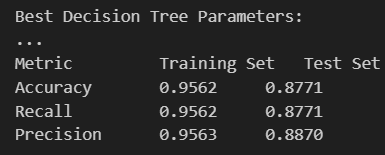 Best Decision Tree Parameters:
...
Metric Training Set Test Set
Accuracy 0.9562 0.8771
Recall 0.9562 0.8771
Precision 0.9563 0.8870